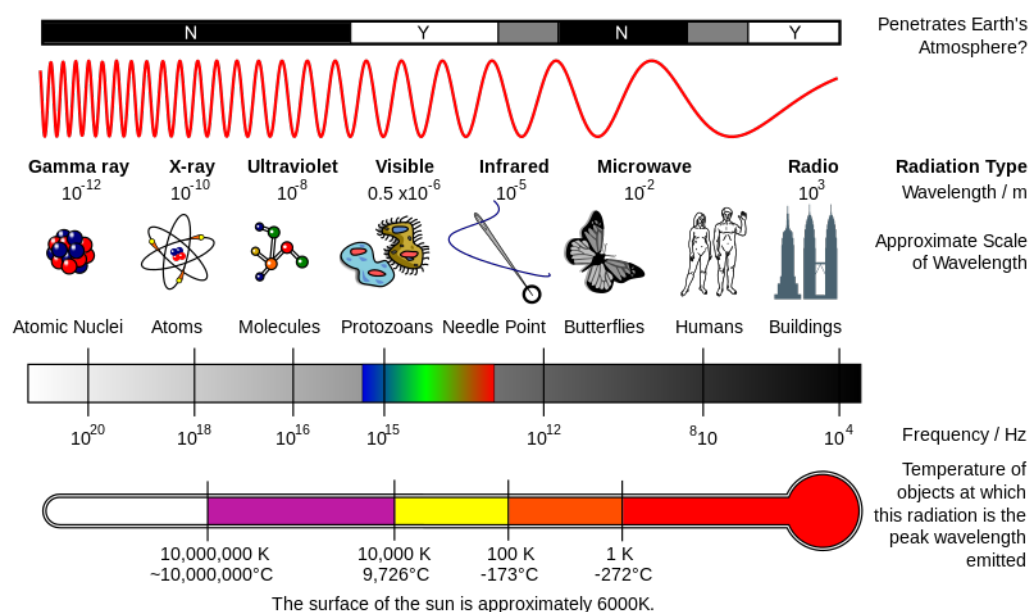 N Y N Y
Penetrates Earth's
Atmosphere?
Gamma ray X-ray Ultraviolet Visible Infrared Microwave Radio Radiation Type
10⁻¹² 10⁻¹⁰ 10⁻⁸ 0.5 x10⁻⁶ 10⁻⁵ 10⁻² 10³ Wavelength / m
Approximate Scale
of Wavelength
Atomic Nuclei Atoms Molecules Protozoans Needle Point Butterflies Humans Buildings
10²⁰ 10¹⁸ 10¹⁶ 10¹⁵ 10¹² ⁸10 10⁴ Frequency / Hz
Temperature of
objects at which
this radiation is the
peak wavelength
emitted
10,000,000 K 10,000 K 100 K 1 K
~10,000,000°C 9,726°C -173°C -272°C
The surface of the sun is approximately 6000K.